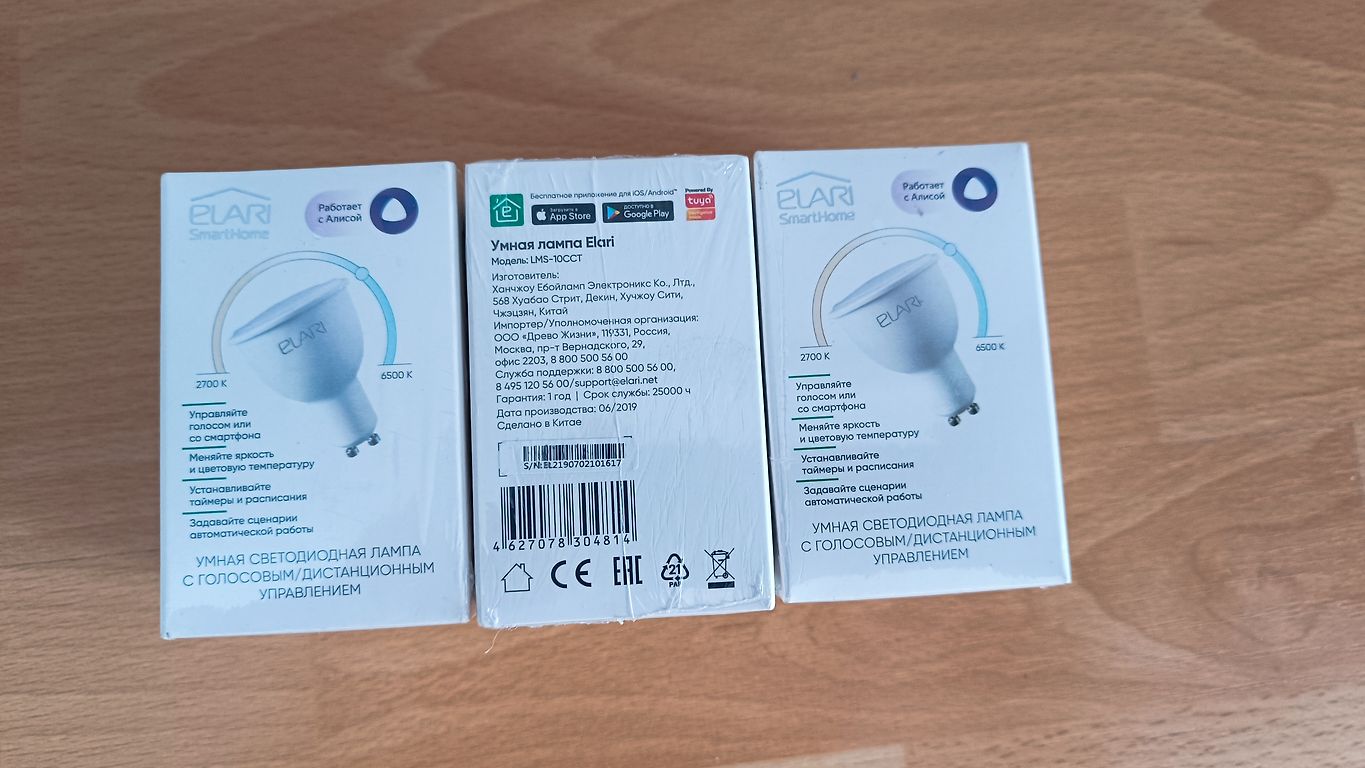 ELARI
SmartHome
Работает
с Алисой
ELARI
2700 K
6500 K
Управляйте
голосом или
со смартфона
Меняйте яркость
и цветовую температуру
Устанавливайте
таймеры и расписания
Задавайте сценарии
автоматической работы
УМНАЯ СВЕТОДИОДНАЯ ЛАМПА
С ГОЛОСОВЫМ/ДИСТАНЦИОННЫМ
УПРАВЛЕНИЕМ
Бесплатное приложение для iOS/Android™
Загрузите в
App Store
ДОСТУПНО В
Google Play
Powered By
tuya
Умная лампа Elari
Модель: LMS-10CCT
Изготовитель:
Ханчжоу Ебойламп Электроникс Ко., Лтд.,
568 Хуабао Стрит, Декин, Хучжоу Сити,
Чжэцзян, Китай
Импортер/Уполномоченная организация:
ООО «Древо Жизни», 119331, Россия,
Москва, пр-т Вернадского, 29,
офис 2203, 8 800 500 56 00
Служба поддержки: 8 800 500 56 00,
8 495 120 56 00/support@elari.net
Гарантия: 1 год | Срок службы: 25000 ч
Дата производства: 06/2019
Сделано в Китае
S/N:EL2190702101617
4 627078 304814
CE EAC
21
PAP
ELARI
SmartHome
Работает
с Алисой
ELARI
2700 K
6500 K
Управляйте
голосом или
со смартфона
Меняйте яркость
и цветовую температуру
Устанавливайте
таймеры и расписания
Задавайте сценарии
автоматической работы
УМНАЯ СВЕТОДИОДНАЯ ЛАМПА
С ГОЛОСОВЫМ/ДИСТАНЦИОННЫМ
УПРАВЛЕНИЕМ